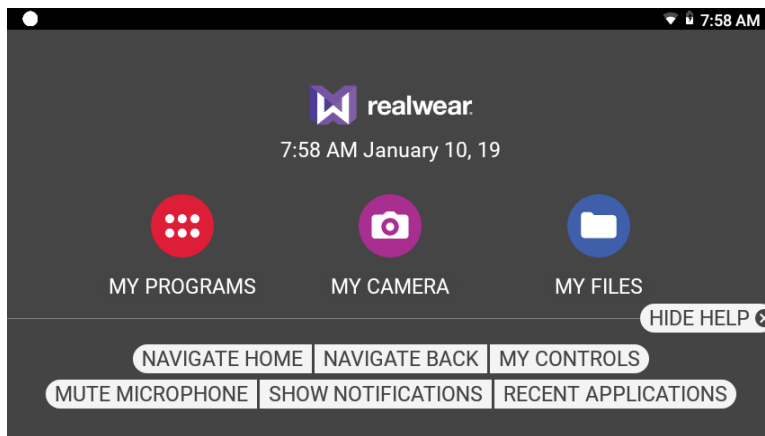 7:58 AM
realwear
7:58 AM January 10, 19
MY PROGRAMS MY CAMERA MY FILES
HIDE HELP
NAVIGATE HOME NAVIGATE BACK MY CONTROLS
MUTE MICROPHONE SHOW NOTIFICATIONS RECENT APPLICATIONS